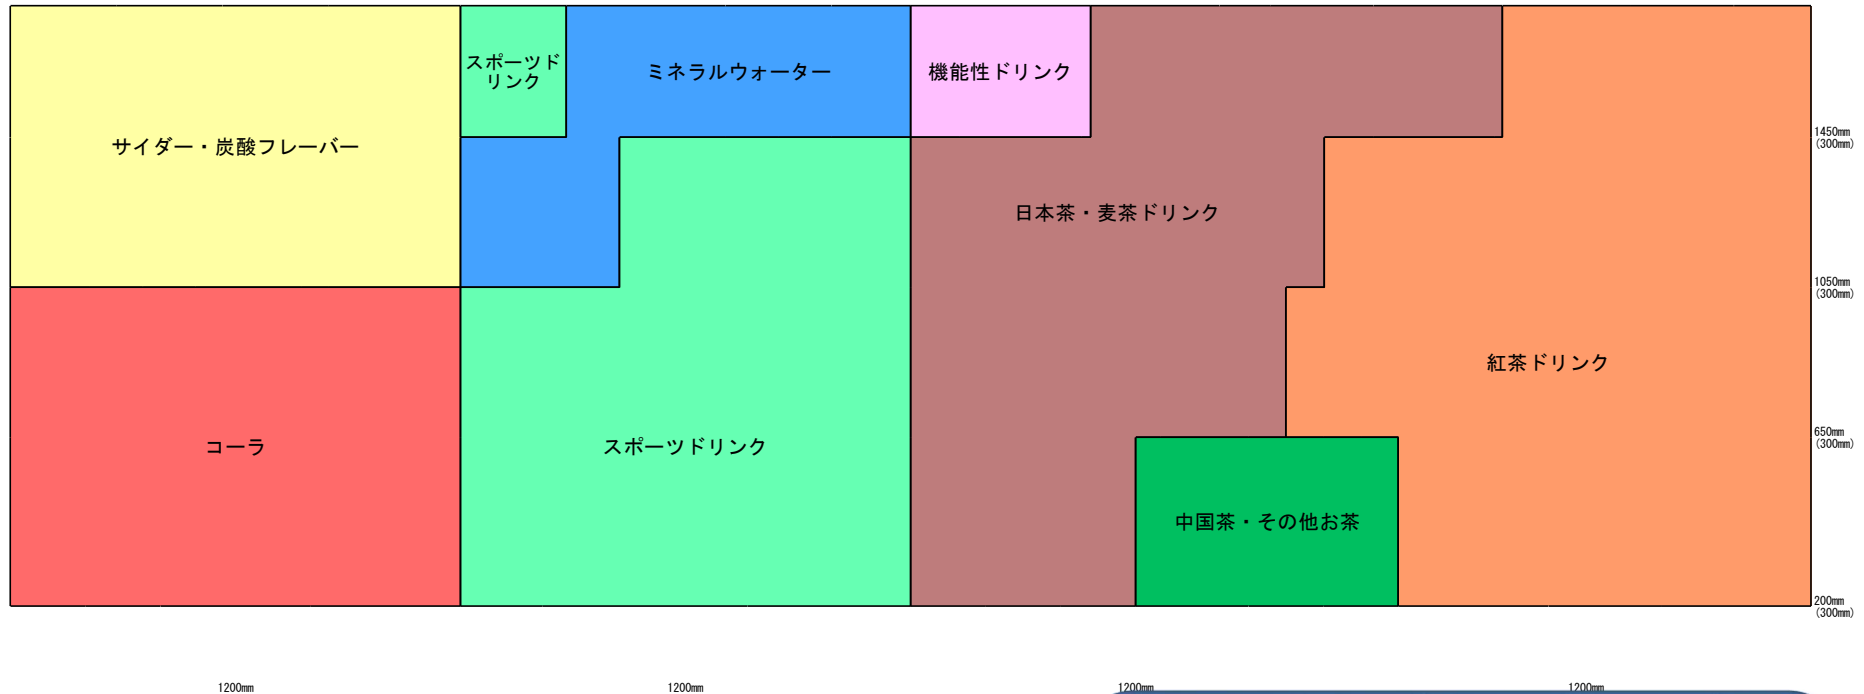 スポーツド
リンク
ミネラルウォーター
機能性ドリンク
サイダー・炭酸フレーバー
1450mm
(300mm)
日本茶・麦茶ドリンク
1050mm
(300mm)
紅茶ドリンク
コーラ
スポーツドリンク
650mm
(300mm)
中国茶・その他お茶
200mm
(300mm)
1200mm
1200mm
1200mm
1200mm